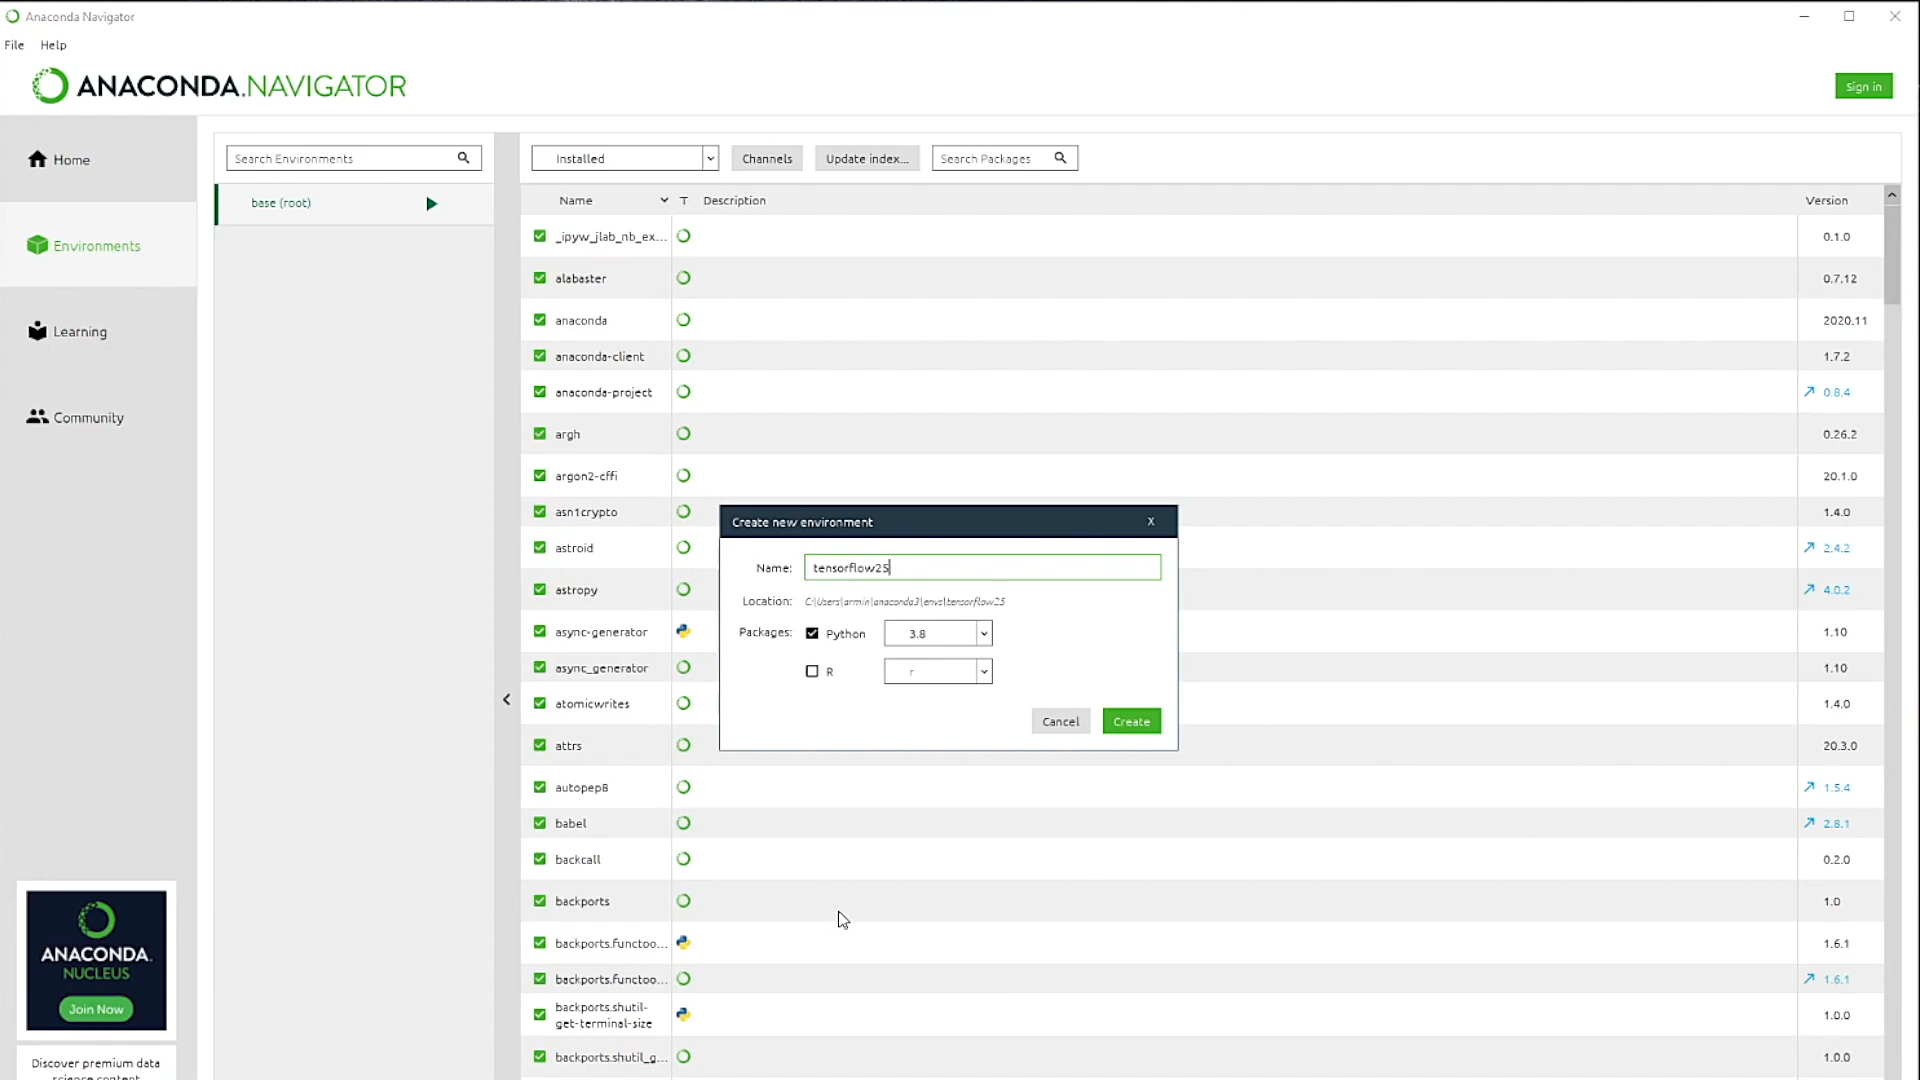 Anaconda Navigator
File Help
ANACONDA.NAVIGATOR
Sign in
Home
Environments
Learning
Community
Search Environments
base (root)
Installed
Channels
Update index...
Search Packages
Name T Description Version
_ipyw_jlab_nb_ex... 0.1.0
alabaster 0.7.12
anaconda 2020.11
anaconda-client 1.7.2
anaconda-project 0.8.4
argh 0.26.2
argon2-cffi 20.1.0
asn1crypto 1.4.0
astroid 2.4.2
astropy 4.0.2
async-generator 1.10
async_generator 1.10
atomicwrites 1.4.0
attrs 20.3.0
autopep8 1.5.4
babel 2.8.1
backcall 0.2.0
backports 1.0
backports.functoo... 1.6.1
backports.functoo... 1.6.1
backports.shutil-
get-terminal-size 1.0.0
backports.shutil_g... 1.0.0
Create new environment X
Name: tensorflow25
Location: C:\Users\armin\anaconda3\envs\tensorflow25
Packages: Python 3.8
R r
Cancel Create
ANACONDA.
NUCLEUS
Join Now
Discover premium data
science content